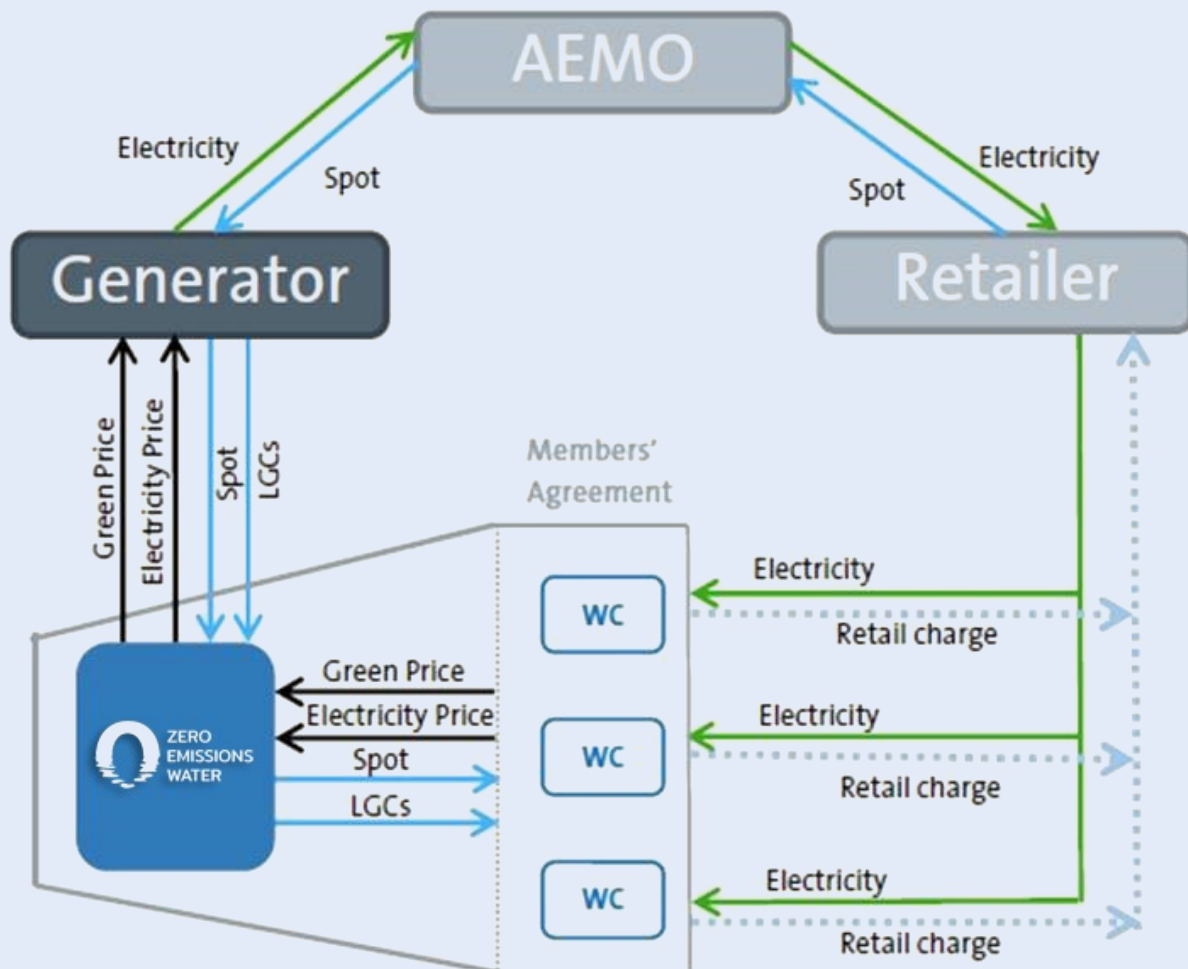 AEMO
Electricity
Spot
Electricity
Spot
Generator
Retailer
Green Price
Electricity Price
Spot
LGCs
Members'
Agreement
Electricity
WC
Retail charge
Green Price
Electricity Price
Spot
LGCs
ZERO
EMISSIONS
WATER
Electricity
WC
Retail charge
Electricity
WC
Retail charge